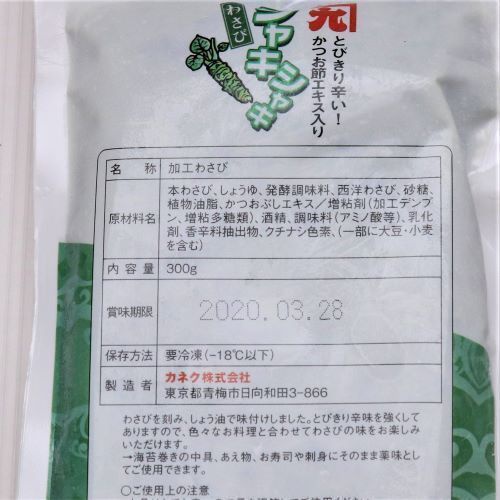 カネク
とびきり辛い！
かつお節エキス入り
わさび
シャキシャキ
名 称 加工わさび
原材料名 本わさび、しょうゆ、発酵調味料、西洋わさび、砂糖、
植物油脂、かつおぶしエキス／増粘剤（加工デンプ
ン、増粘多糖類）、酒精、調味料（アミノ酸等）、乳化
剤、香辛料抽出物、クチナシ色素、（一部に大豆・小麦
を含む）
内 容 量 300g
賞味期限 2020.03.28
保存方法 要冷凍（−18℃以下）
製 造 者 カネク株式会社
東京都青梅市日向和田3−866
わさびを刻み、しょう油で味付けしました。とびきり辛味を強くして
ありますので、色々なお料理と合わせてわさびの味をお楽しみ
いただけます。
→海苔巻きの中具、あえ物、お寿司や刺身にそのまま薬味とし
てご使用できます。
○ご使用上の注意